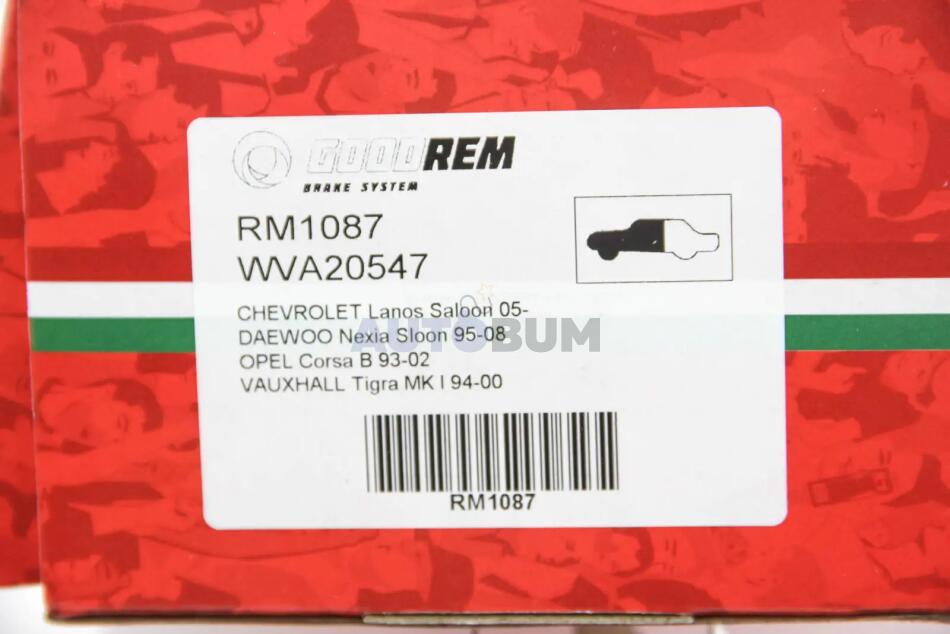 GOODREM
BRAKE SYSTEM
RM1087
WVA20547
CHEVROLET Lanos Saloon 05-
DAEWOO Nexia Sloon 95-08
AUTOBUM
OPEL Corsa B 93-02
VAUXHALL Tigra MK I 94-00
RM1087